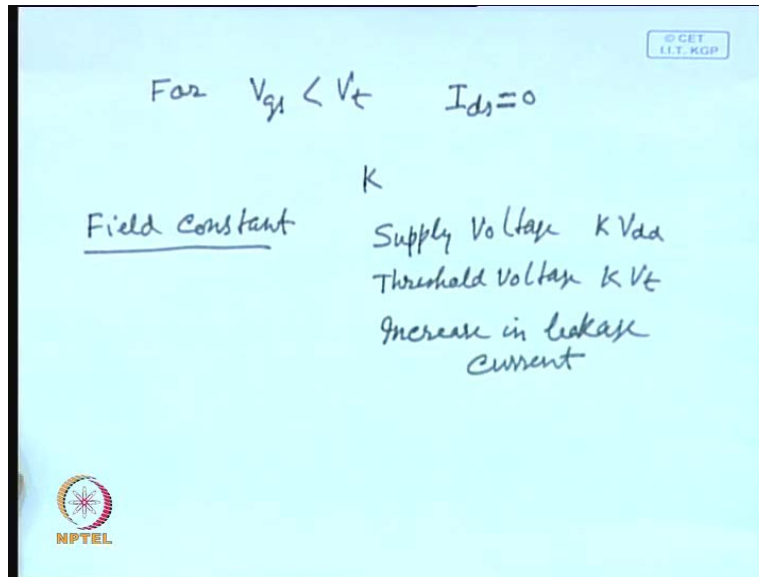 © CET
I.I.T. KGP
For Vgs < Vt Ids = 0
K
Field constant
Supply Voltage K Vdd
Threshold Voltage K Vt
Increase in leakage
current
NPTEL